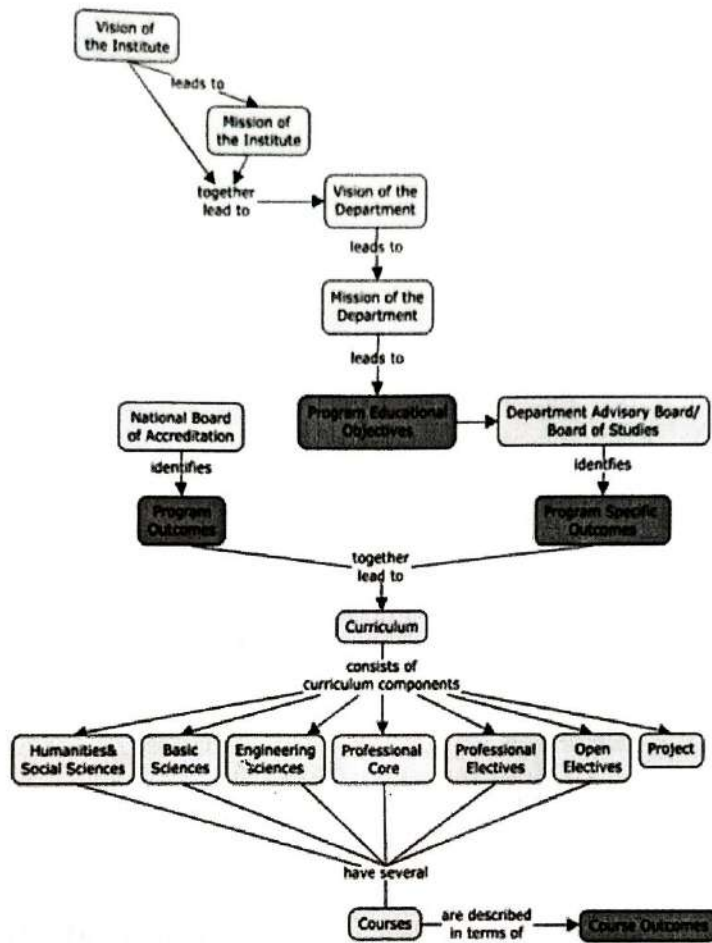 Vision of
the Institute
leads to
Mission of
the Institute
together
lead to
Vision of the
Department
leads to
Mission of the
Department
leads to
Program Educational
Objectives
Department Advisory Board/
Board of Studies
National Board
of Accreditation
identifies
identfies
Program
Outcomes
Program Specific
Outcomes
together
lead to
Curriculum
consists of
curriculum components
Humanities&
Social Sciences
Basic
Sciences
Engineering
sciences
Professional
Core
Professional
Electives
Open
Electives
Project
have several
Courses
are described
in terms of
Course Outcomes